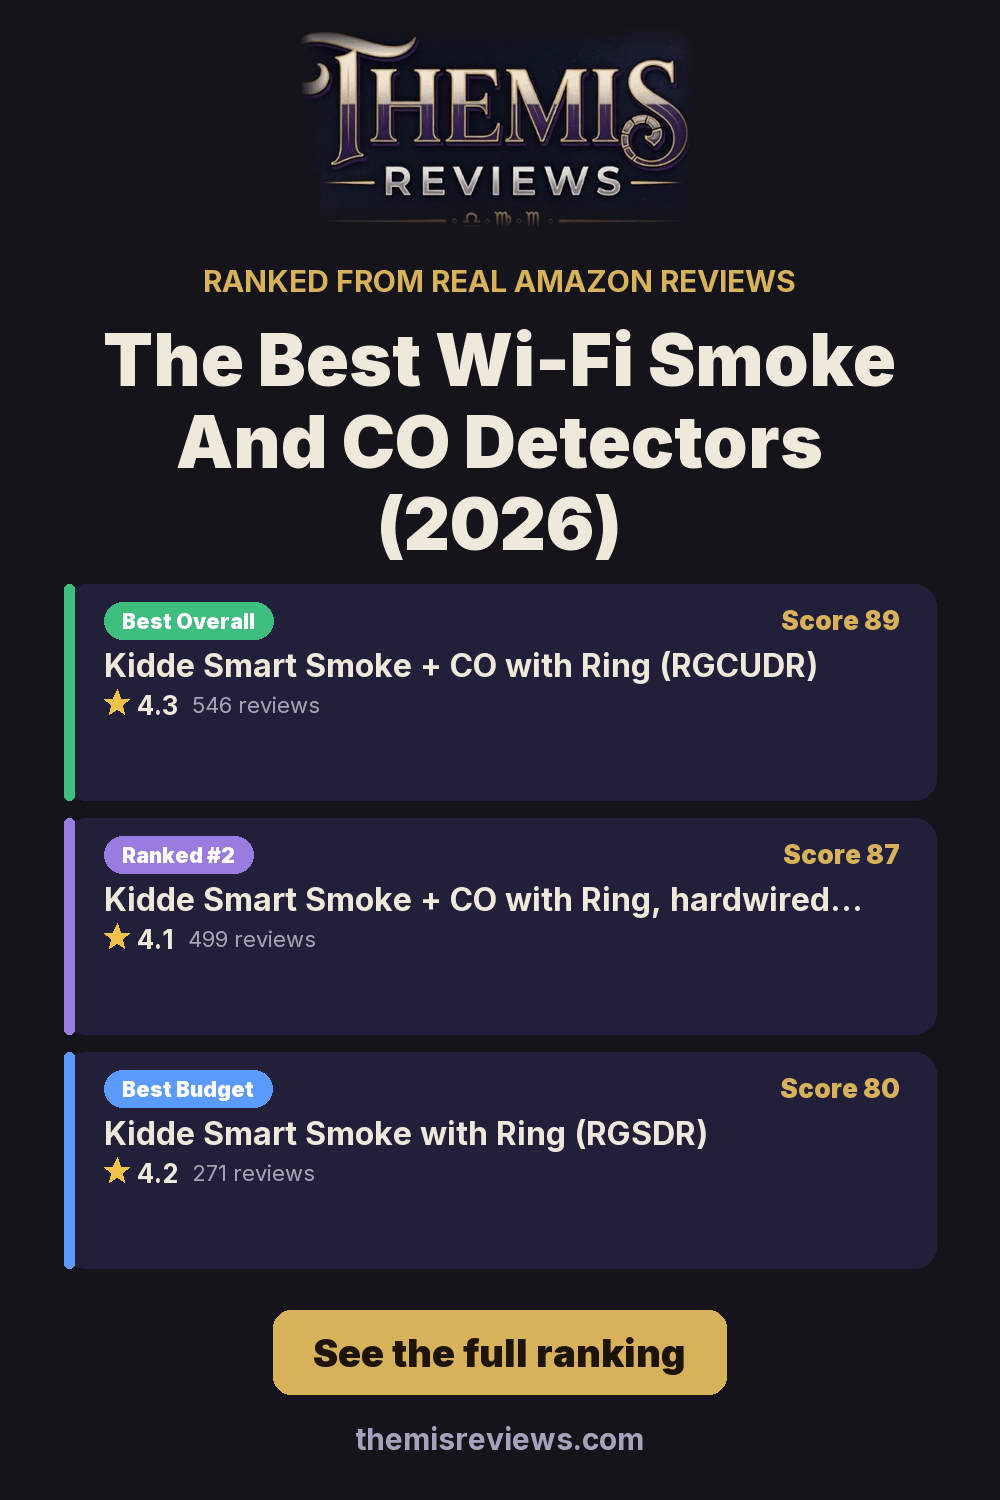 THEMIS
REVIEWS
♎ · ♍ · ♏
RANKED FROM REAL AMAZON REVIEWS
The Best Wi-Fi Smoke
And CO Detectors
(2026)
Best Overall
Score 89
Kidde Smart Smoke + CO with Ring (RGCUDR)
4.3 546 reviews
Ranked #2
Score 87
Kidde Smart Smoke + CO with Ring, hardwired...
4.1 499 reviews
Best Budget
Score 80
Kidde Smart Smoke with Ring (RGSDR)
4.2 271 reviews
See the full ranking
themisreviews.com